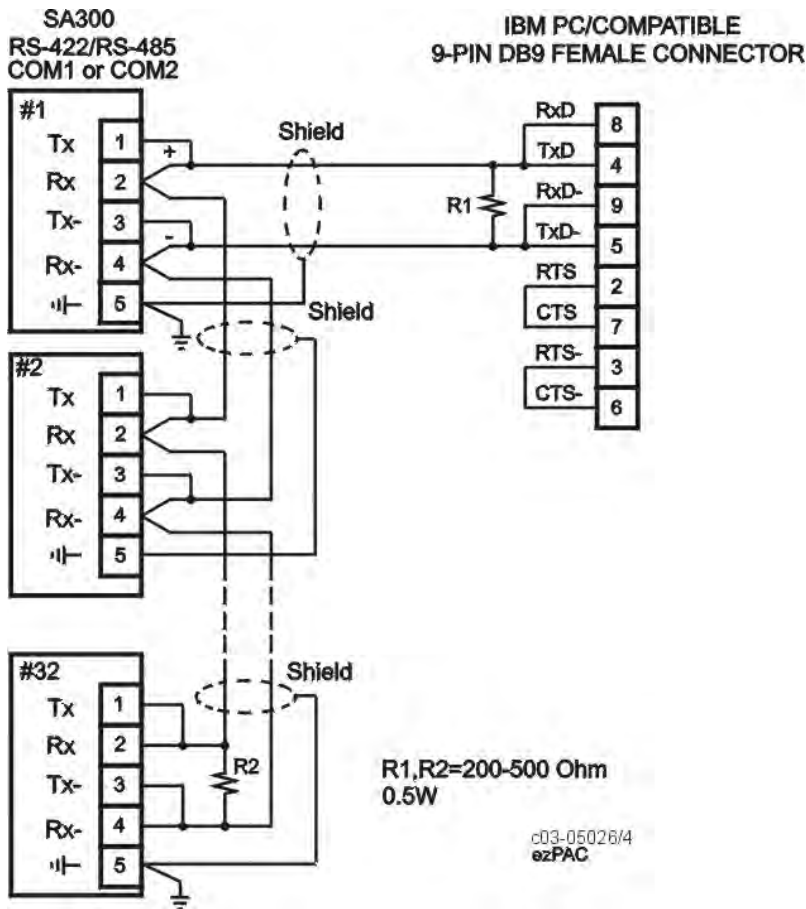 SA300
RS-422/RS-485
COM1 or COM2
IBM PC/COMPATIBLE
9-PIN DB9 FEMALE CONNECTOR
#1
Tx 1
+
Rx 2
Tx- 3
-
Rx- 4
5
Shield
R1
RxD 8
TxD 4
RxD- 9
TxD- 5
RTS 2
CTS 7
RTS- 3
CTS- 6
Shield
#2
Tx 1
Rx 2
Tx- 3
Rx- 4
5
#32
Tx 1
Rx 2
Tx- 3
Rx- 4
5
Shield
R2
R1,R2=200-500 Ohm
0.5W
c03-05026/4
ezPAC